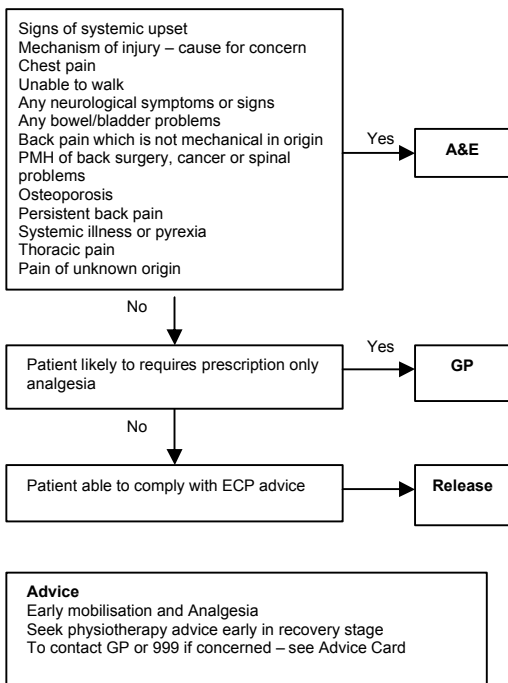 Signs of systemic upset
Mechanism of injury – cause for concern
Chest pain
Unable to walk
Any neurological symptoms or signs
Any bowel/bladder problems
Back pain which is not mechanical in origin
PMH of back surgery, cancer or spinal
problems
Osteoporosis
Persistent back pain
Systemic illness or pyrexia
Thoracic pain
Pain of unknown origin
Yes
A&E
No
Patient likely to requires prescription only
analgesia
Yes
GP
No
Patient able to comply with ECP advice
Release
Advice
Early mobilisation and Analgesia
Seek physiotherapy advice early in recovery stage
To contact GP or 999 if concerned – see Advice Card